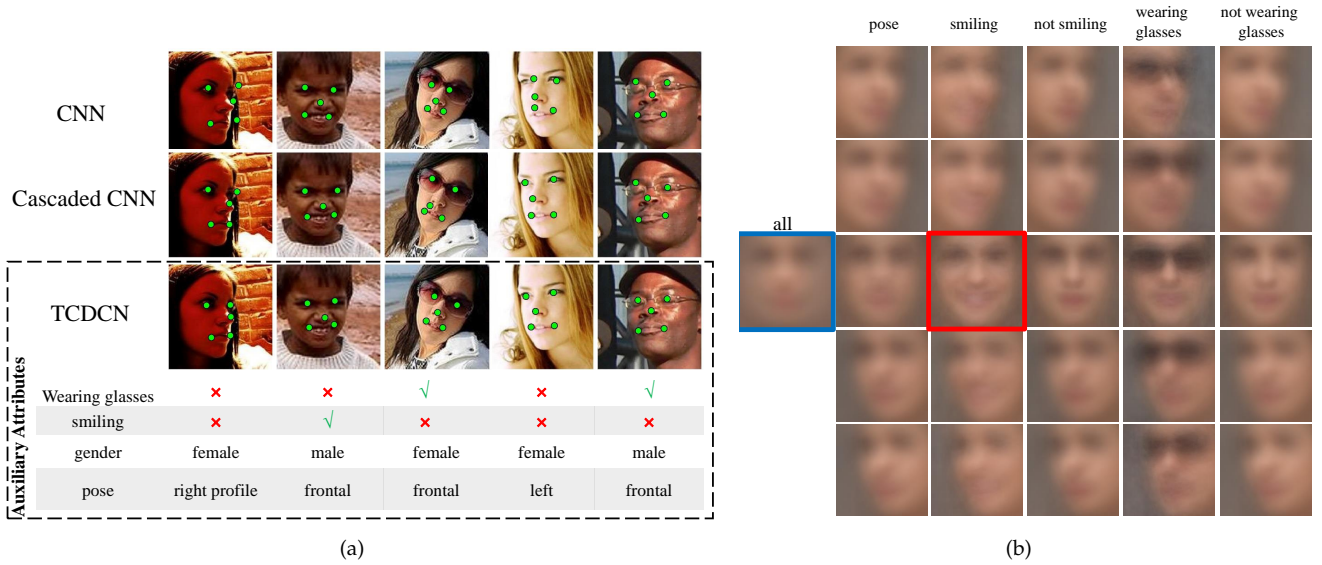 CNN
Cascaded CNN
TCDCN
Auxiliary Attributes
Wearing glasses × × √ × √
smiling × √ × × ×
gender female male female female male
pose right profile frontal frontal left frontal
(a)
pose smiling not smiling wearing glasses not wearing glasses
all
(b)